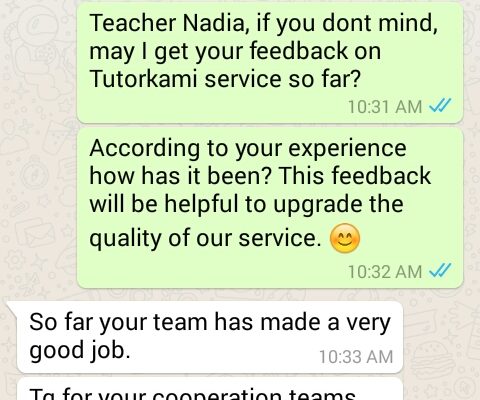 Teacher Nadia, if you dont mind,
may I get your feedback on
Tutorkami service so far?
10:31 AM
According to your experience
how has it been? This feedback
will be helpful to upgrade the
quality of our service. 😊
10:32 AM
So far your team has made a very
good job.
10:33 AM
Tq for your cooperation teams